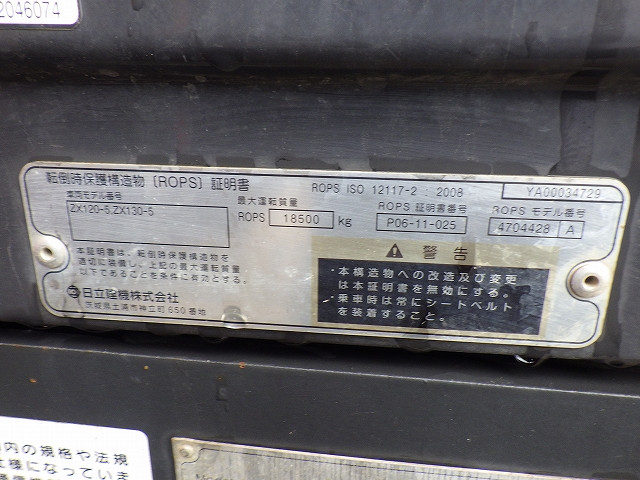 2046074
転倒時保護構造物 (ROPS) 証明書
ROPS ISO 12117-2 : 2008
YA00034729
車両モデル番号
ZX120-5,ZX130-5
最大運転質量
ROPS 18500 kg
ROPS 証明書番号
P06-11-025
ROPS モデル番号
4704428 A
本証明書は、転倒時保護構造物を
適切に装着し、上記の最大運転質量
以下であることを条件に有効とする。
日立建機株式会社
茨城県土浦市神立町650番地
警告
・本構造物への改造及び変更
は本証明書を無効にする。
・乗車時は常にシートベルト
を装着すること。
内の規格や法規
仕様になっていま